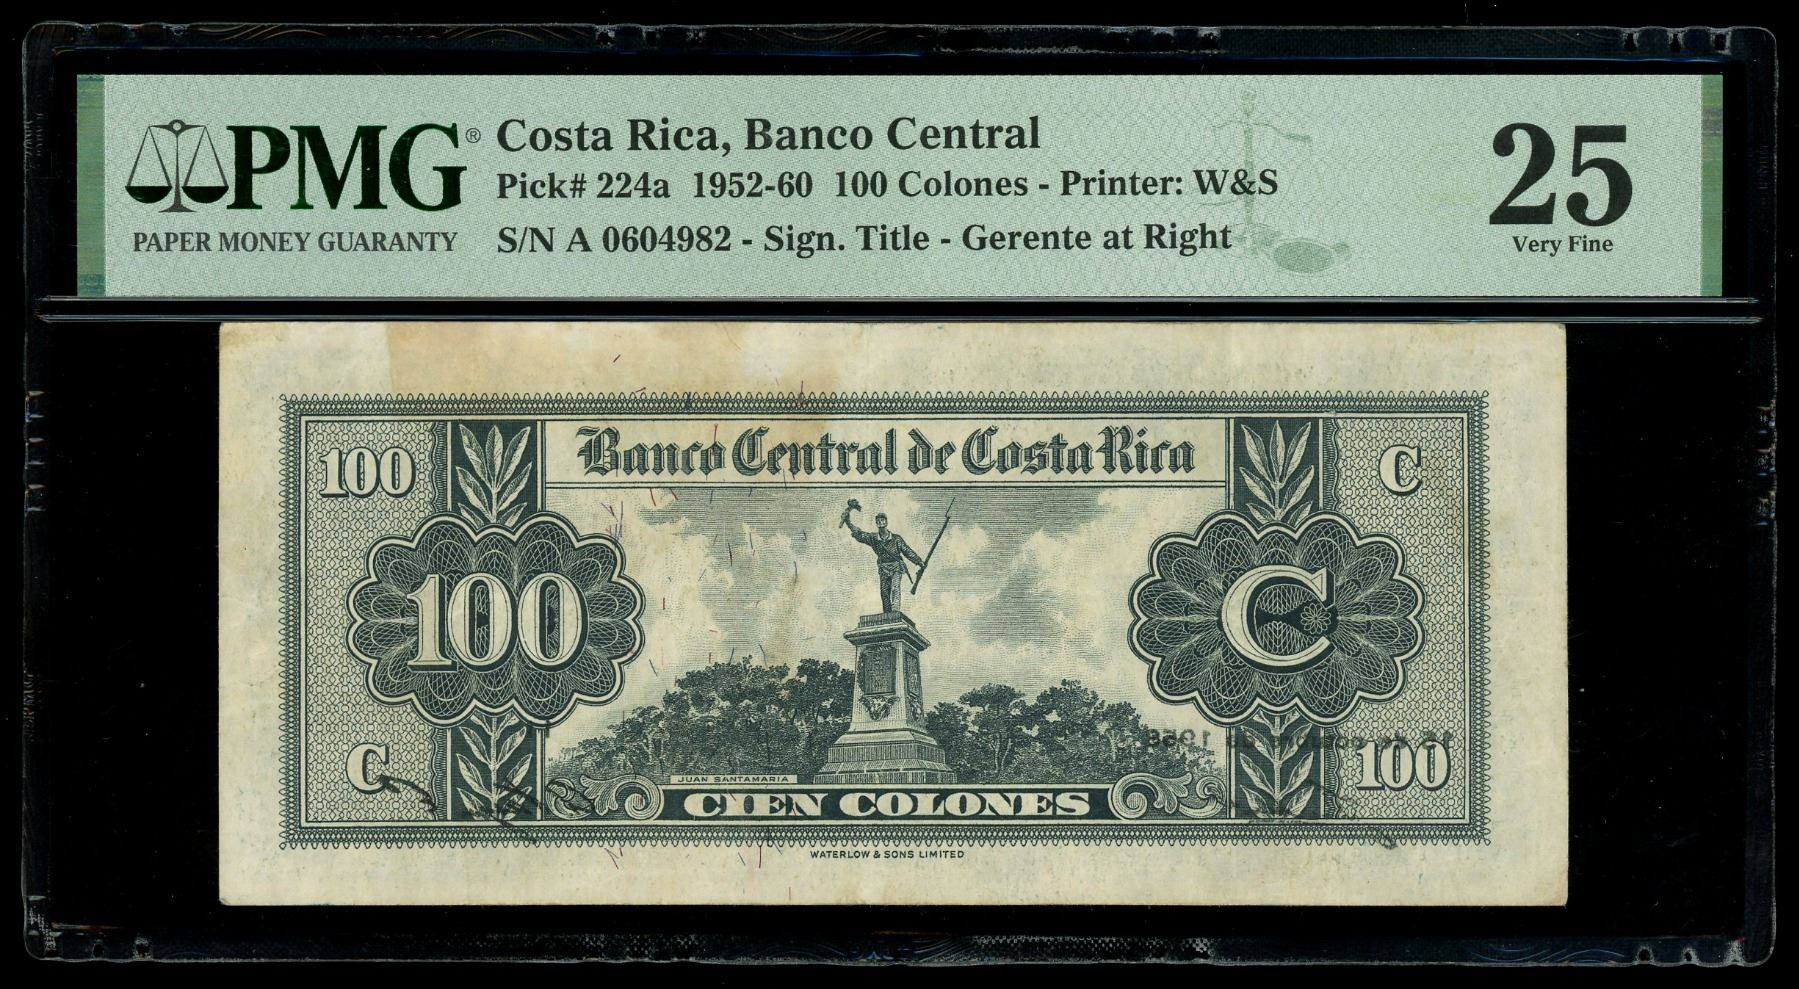 PMG®
PAPER MONEY GUARANTY
Costa Rica, Banco Central
Pick# 224a 1952-60 100 Colones - Printer: W&S
S/N A 0604982 - Sign. Title - Gerente at Right
25
Very Fine
Banco Central de Costa Rica
100
C
100
C
C
JUAN SANTAMARIA
100
CIEN COLONES
WATERLOW & SONS LIMITED